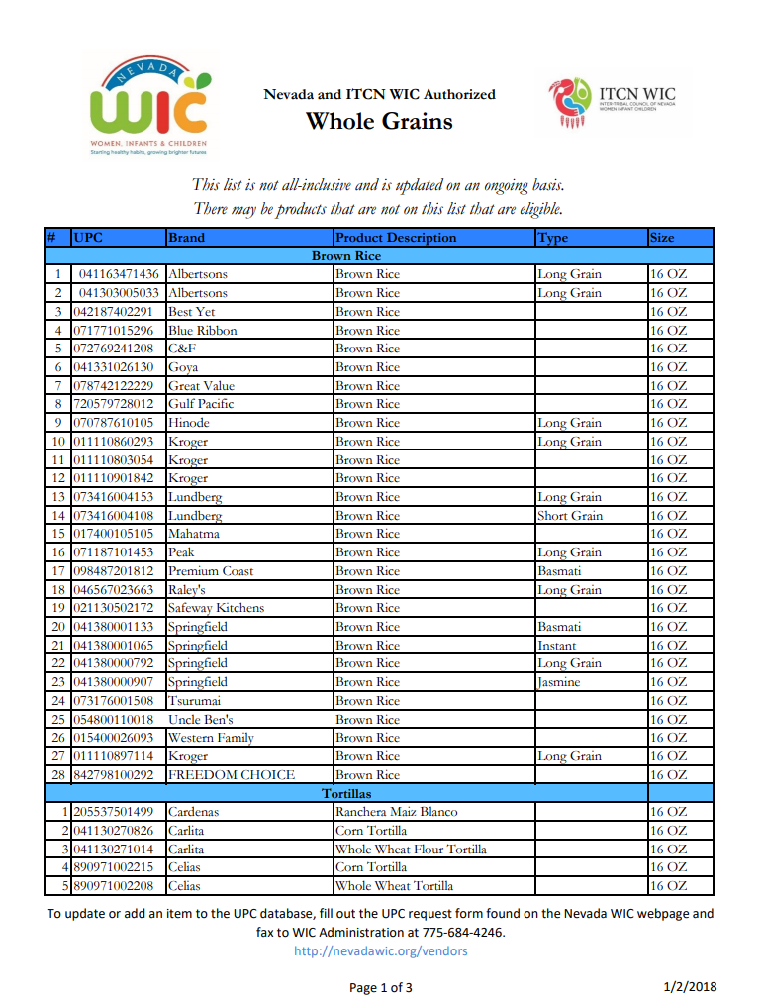 NEVADA
WIC
WOMEN, INFANTS & CHILDREN
Starting healthy habits, growing brighter futures
Nevada and ITCN WIC Authorized
Whole Grains
ITCN WIC
INTER-TRIBAL COUNCIL OF NEVADA
WOMEN INFANT CHILDREN
This list is not all-inclusive and is updated on an ongoing basis.
There may be products that are not on this list that are eligible.
# UPC Brand Product Description Type Size
Brown Rice
1 041163471436 Albertsons Brown Rice Long Grain 16 OZ
2 041303005033 Albertsons Brown Rice Long Grain 16 OZ
3 042187402291 Best Yet Brown Rice 16 OZ
4 071771015296 Blue Ribbon Brown Rice 16 OZ
5 072769241208 C&F Brown Rice 16 OZ
6 041331026130 Goya Brown Rice 16 OZ
7 078742122229 Great Value Brown Rice 16 OZ
8 720579728012 Gulf Pacific Brown Rice 16 OZ
9 070787610105 Hinode Brown Rice Long Grain 16 OZ
10 011110860293 Kroger Brown Rice Long Grain 16 OZ
11 011110803054 Kroger Brown Rice 16 OZ
12 011110901842 Kroger Brown Rice 16 OZ
13 073416004153 Lundberg Brown Rice Long Grain 16 OZ
14 073416004108 Lundberg Brown Rice Short Grain 16 OZ
15 017400105105 Mahatma Brown Rice 16 OZ
16 071187101453 Peak Brown Rice Long Grain 16 OZ
17 098487201812 Premium Coast Brown Rice Basmati 16 OZ
18 046567023663 Raley's Brown Rice Long Grain 16 OZ
19 021130502172 Safeway Kitchens Brown Rice 16 OZ
20 041380001133 Springfield Brown Rice Basmati 16 OZ
21 041380001065 Springfield Brown Rice Instant 16 OZ
22 041380000792 Springfield Brown Rice Long Grain 16 OZ
23 041380000907 Springfield Brown Rice Jasmine 16 OZ
24 073176001508 Tsurumai Brown Rice 16 OZ
25 054800110018 Uncle Ben's Brown Rice 16 OZ
26 015400026093 Western Family Brown Rice 16 OZ
27 011110897114 Kroger Brown Rice Long Grain 16 OZ
28 842798100292 FREEDOM CHOICE Brown Rice 16 OZ
Tortillas
1 205537501499 Cardenas Ranchera Maiz Blanco 16 OZ
2 041130270826 Carlita Corn Tortilla 16 OZ
3 041130271014 Carlita Whole Wheat Flour Tortilla 16 OZ
4 890971002215 Celias Corn Tortilla 16 OZ
5 890971002208 Celias Whole Wheat Tortilla 16 OZ
To update or add an item to the UPC database, fill out the UPC request form found on the Nevada WIC webpage and
fax to WIC Administration at 775-684-4246.
http://nevadawic.org/vendors
Page 1 of 3
1/2/2018